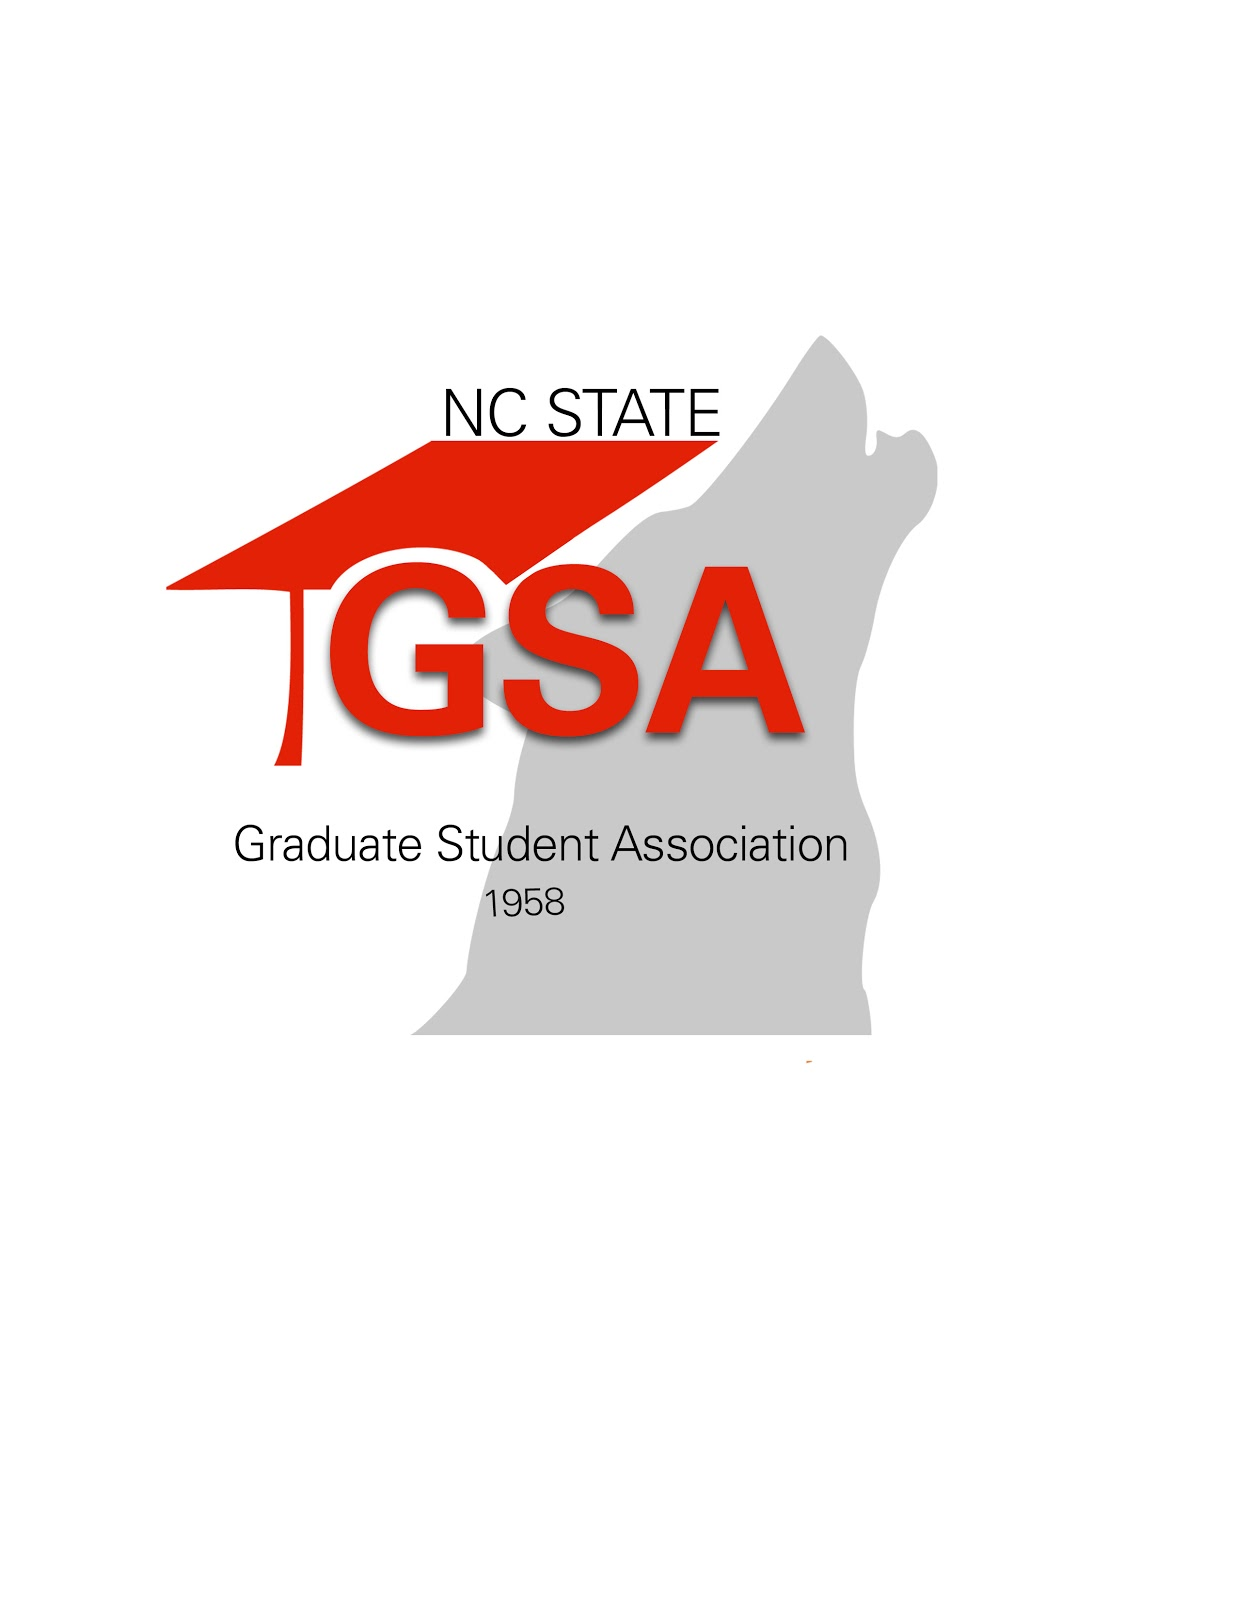 NC STATE
GSA
Graduate Student Association
1958